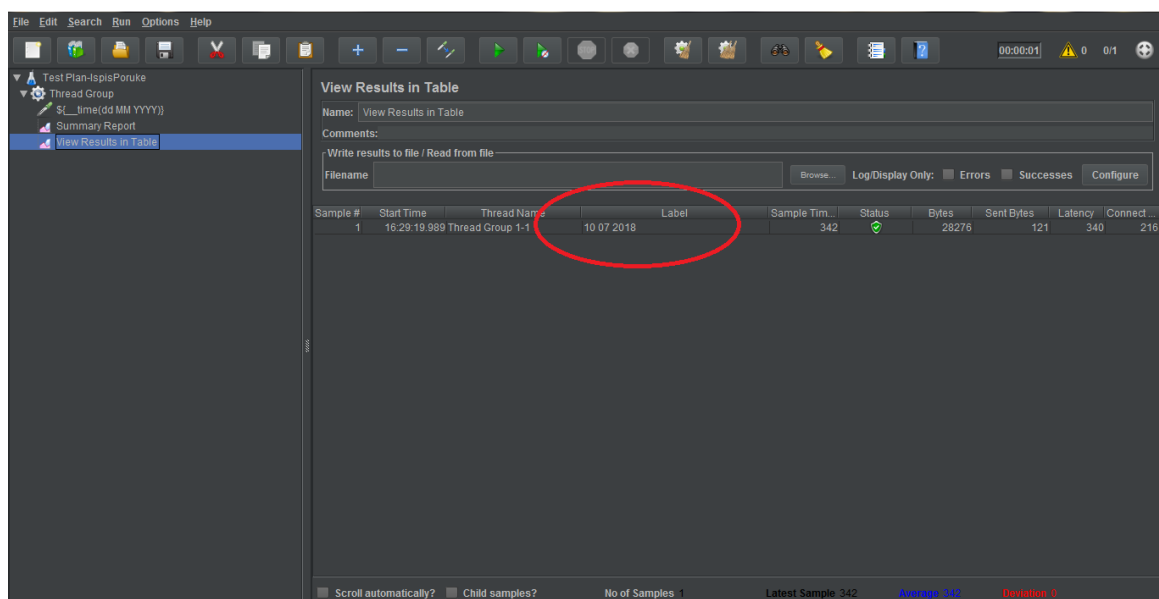 File Edit Search Run Options Help
00:00:01 0 0/1
Test Plan-IspisPoruke
Thread Group
${__time(dd MM YYYY)}
Summary Report
View Results in Table
View Results in Table
Name: View Results in Table
Comments:
Write results to file / Read from file
Filename Browse... Log/Display Only: Errors Successes Configure
Sample # Start Time Thread Name Label Sample Tim... Status Bytes Sent Bytes Latency Connect ...
1 16:29:19.989 Thread Group 1-1 10 07 2018 342 28276 121 340 216
Scroll automatically? Child samples? No of Samples 1 Latest Sample 342 Average 342 Deviation 0